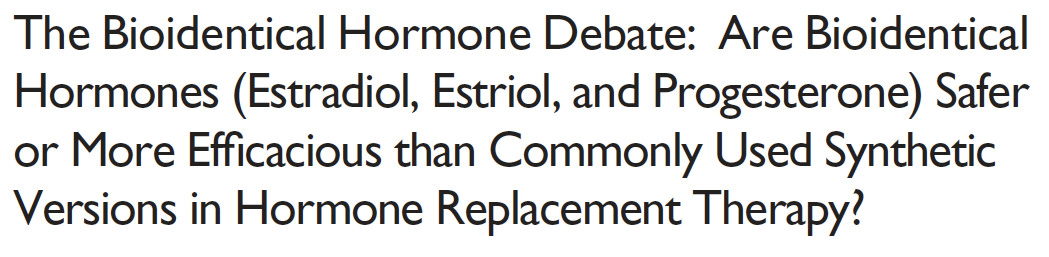 The Bioidentical Hormone Debate: Are Bioidentical
Hormones (Estradiol, Estriol, and Progesterone) Safer
or More Efficacious than Commonly Used Synthetic
Versions in Hormone Replacement Therapy?